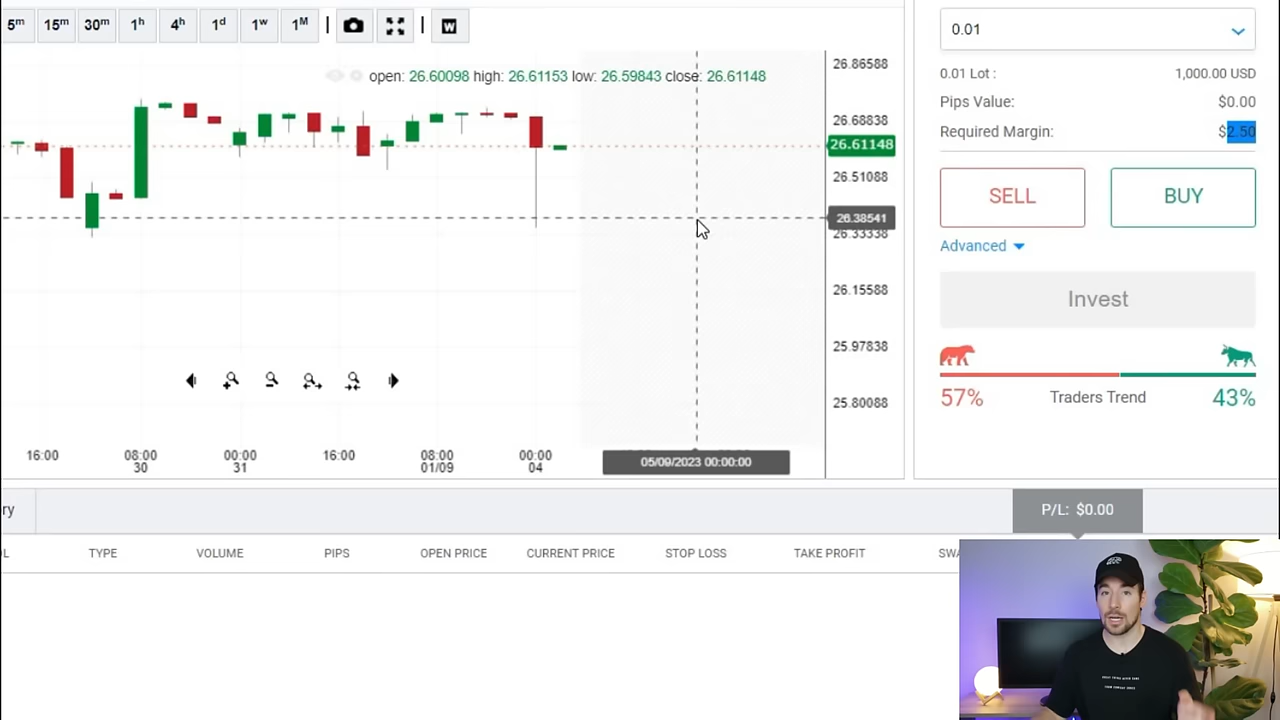 5m 15m 30m 1h 4h 1d 1w 1M W
open: 26.60098 high: 26.61153 low: 26.59843 close: 26.61148
26.86588
26.68838
26.61148
26.51088
26.38541
26.33338
26.15588
25.97838
25.80088
16:00 08:00 00:00 16:00 08:00 00:00
30 31 01/09 04
05/09/2023 00:00:00
0.01
0.01 Lot : 1,000.00 USD
Pips Value: $0.00
Required Margin: $2.50
SELL BUY
Advanced
Invest
57% Traders Trend 43%
ry
P/L: $0.00
TYPE VOLUME PIPS OPEN PRICE CURRENT PRICE STOP LOSS TAKE PROFIT SWA